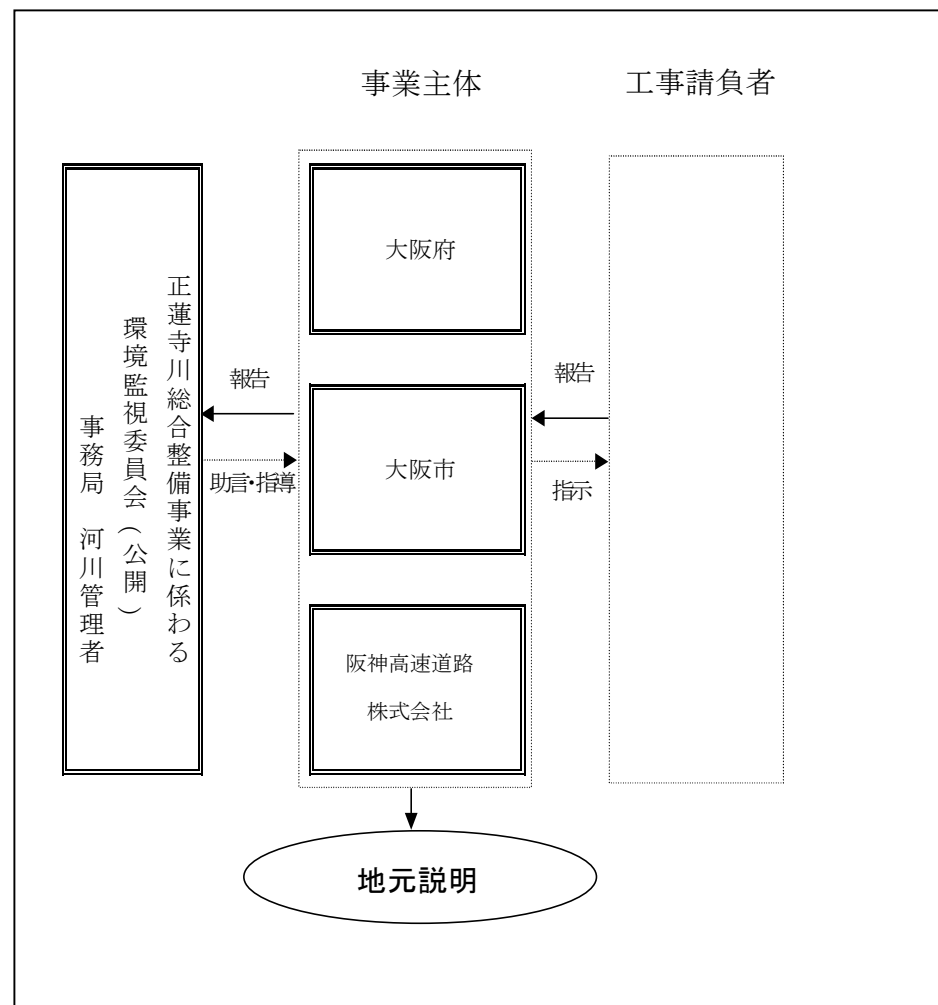 事業主体
工事請負者
正蓮寺川総合整備事業に係わる
環境監視委員会（公開）
事務局　河川管理者
報告
助言・指導
大阪府
大阪市
阪神高速道路
株式会社
報告
指示
地元説明